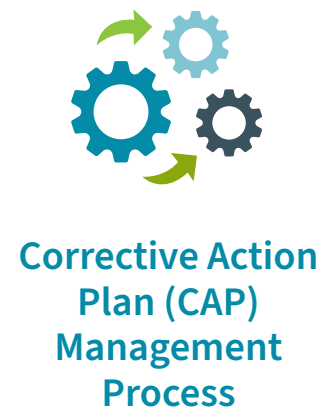 Corrective Action
Plan (CAP)
Management
Process